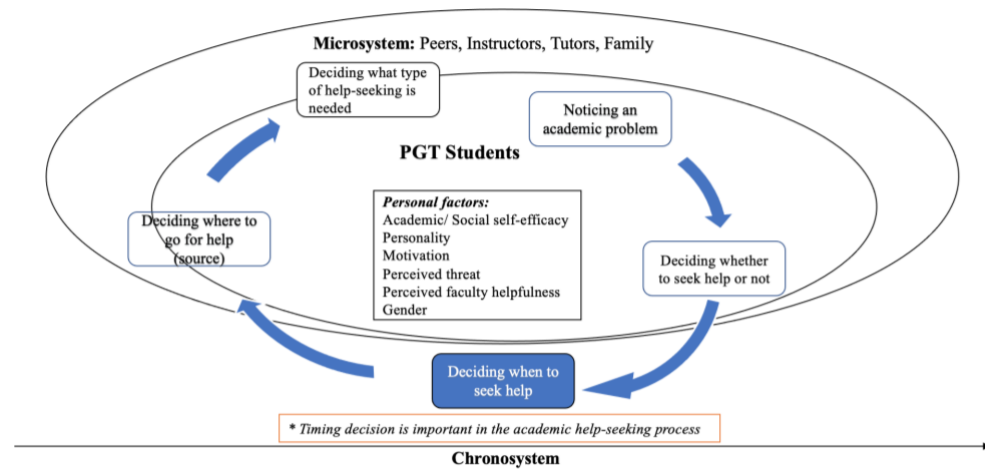 Microsystem: Peers, Instructors, Tutors, Family
Deciding what type
of help-seeking is
needed
Noticing an
academic problem
PGT Students
Personal factors:
Academic/ Social self-efficacy
Personality
Motivation
Perceived threat
Perceived faculty helpfulness
Gender
Deciding where to
go for help
(source)
Deciding whether
to seek help or not
Deciding when to
seek help
* Timing decision is important in the academic help-seeking process
Chronosystem